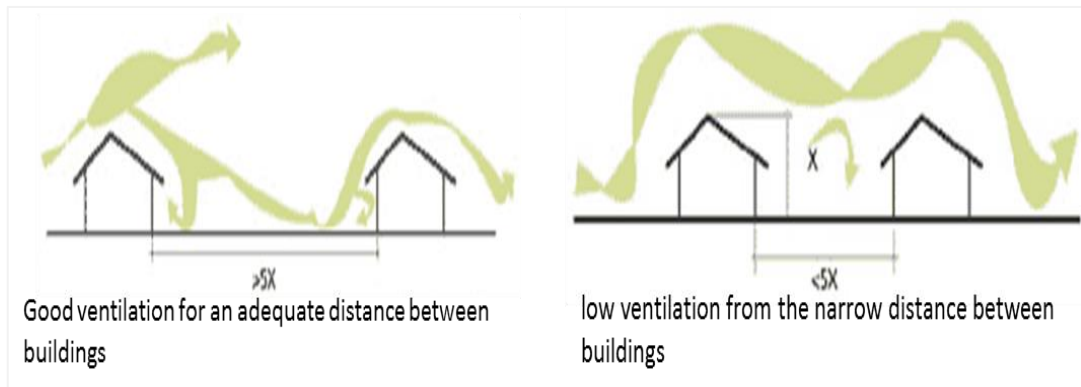 >5X
Good ventilation for an adequate distance between
buildings
X
<5X
low ventilation from the narrow distance between
buildings